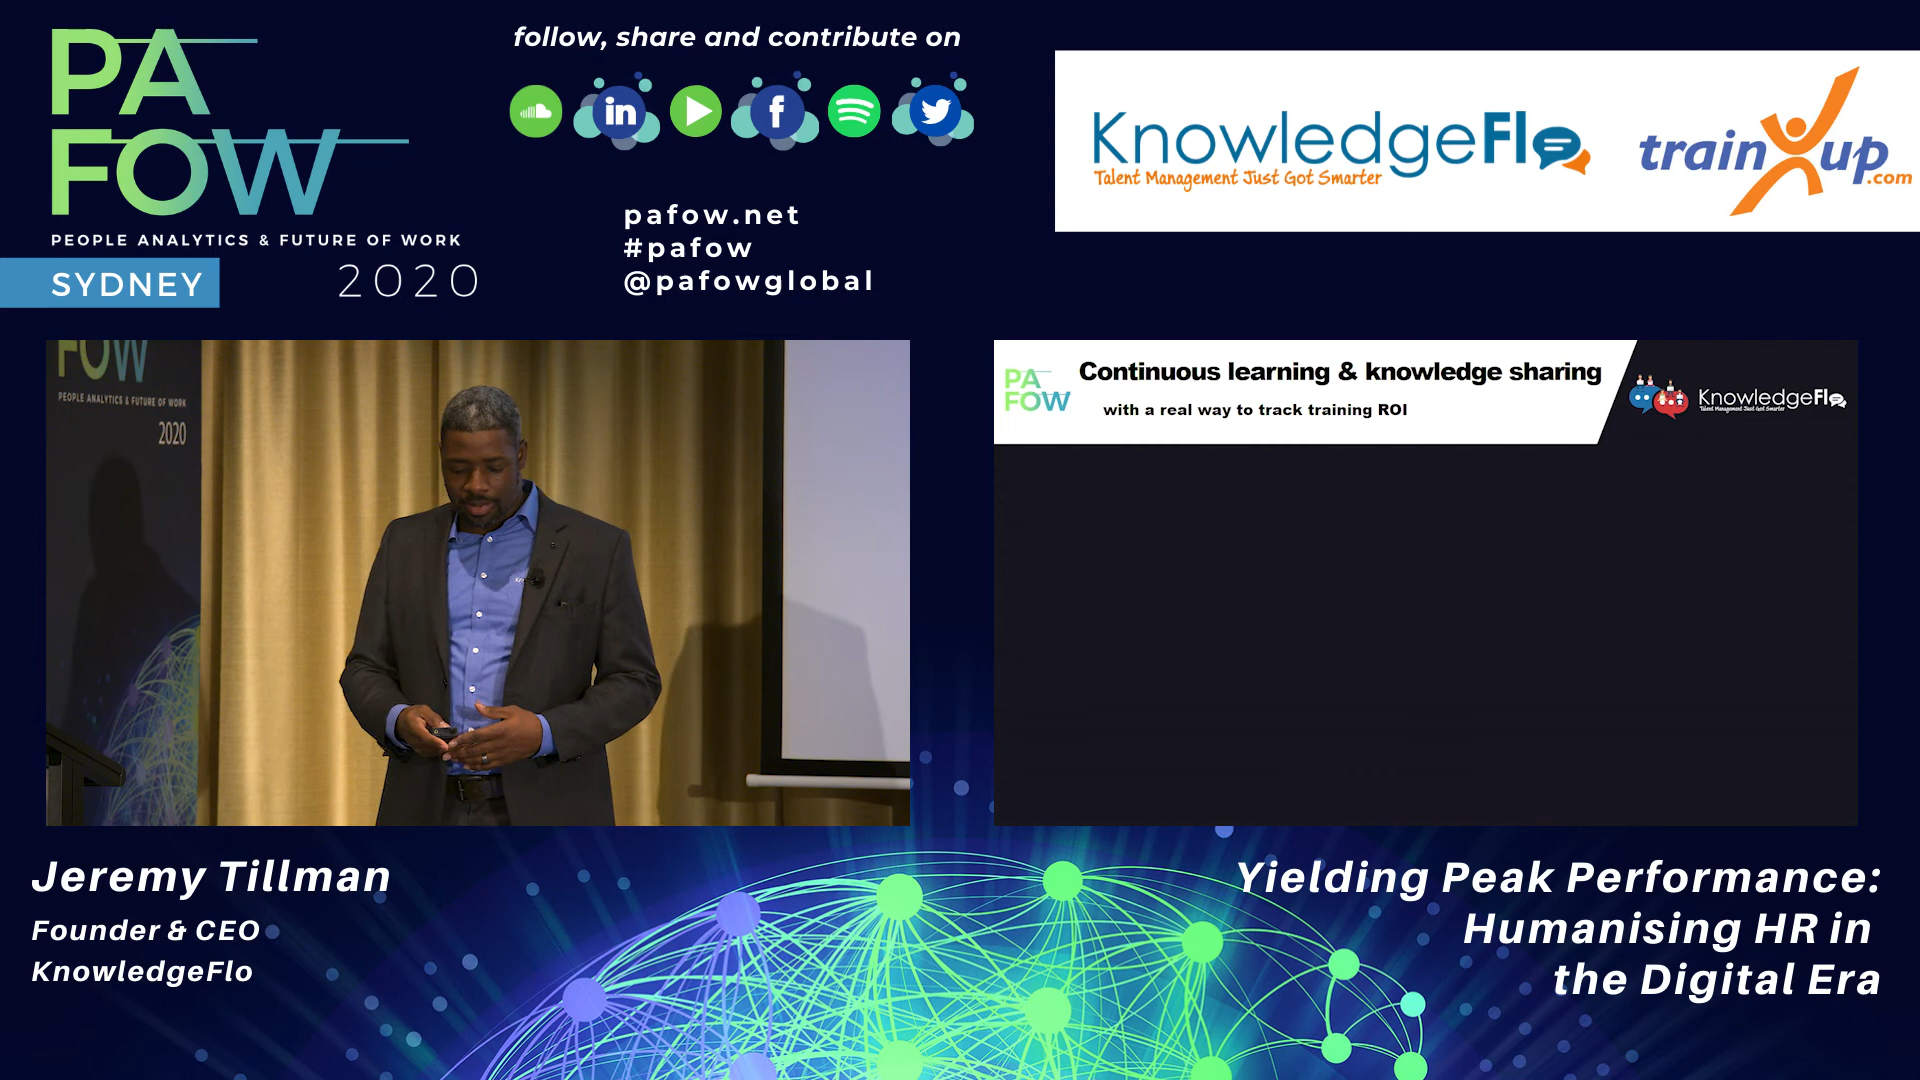 PA
FOW
PEOPLE ANALYTICS & FUTURE OF WORK
SYDNEY
2020
follow, share and contribute on
in
f
pafow.net
#pafow
@pafowglobal
KnowledgeFlo
Talent Management Just Got Smarter
trainXup
.com
FOW
PEOPLE ANALYTICS & FUTURE OF WORK
2020
PA
FOW
Continuous learning & knowledge sharing
with a real way to track training ROI
KnowledgeFlo
Talent Management Just Got Smarter
Jeremy Tillman
Founder & CEO
KnowledgeFlo
Yielding Peak Performance:
Humanising HR in
the Digital Era